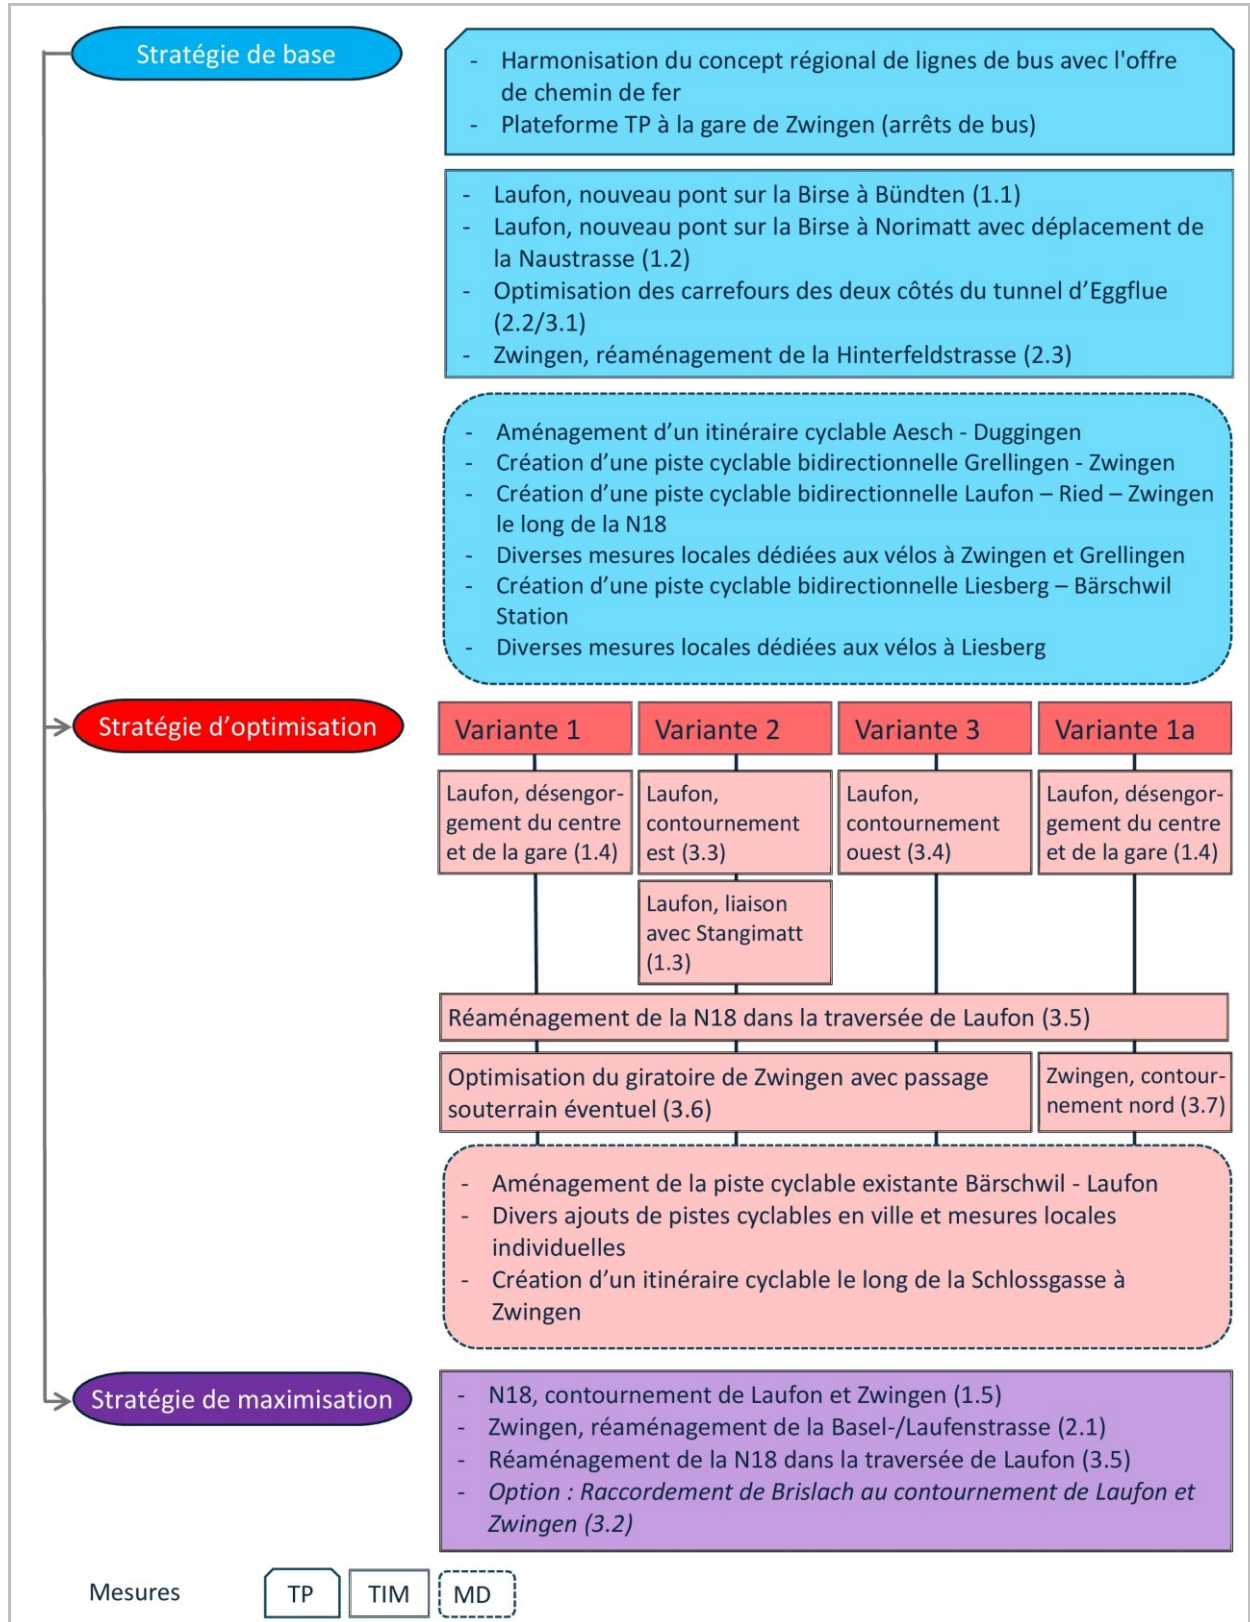 Stratégie de base
- Harmonisation du concept régional de lignes de bus avec l'offre
de chemin de fer
- Plateforme TP à la gare de Zwingen (arrêts de bus)
- Laufon, nouveau pont sur la Birse à Bündten (1.1)
- Laufon, nouveau pont sur la Birse à Norimatt avec déplacement de
la Naustrasse (1.2)
- Optimisation des carrefours des deux côtés du tunnel d’Eggflue
(2.2/3.1)
- Zwingen, réaménagement de la Hinterfeldstrasse (2.3)
- Aménagement d’un itinéraire cyclable Aesch - Duggingen
- Création d’une piste cyclable bidirectionnelle Grellingen - Zwingen
- Création d’une piste cyclable bidirectionnelle Laufon – Ried – Zwingen
le long de la N18
- Diverses mesures locales dédiées aux vélos à Zwingen et Grellingen
- Création d’une piste cyclable bidirectionnelle Liesberg – Bärschwil
Station
- Diverses mesures locales dédiées aux vélos à Liesberg
Stratégie d’optimisation
Variante 1
Variante 2
Variante 3
Variante 1a
Laufon, désengor-
gement du centre
et de la gare (1.4)
Laufon,
contournement
est (3.3)
Laufon,
contournement
ouest (3.4)
Laufon, désengor-
gement du centre
et de la gare (1.4)
Laufon, liaison
avec Stangimatt
(1.3)
Réaménagement de la N18 dans la traversée de Laufon (3.5)
Optimisation du giratoire de Zwingen avec passage
souterrain éventuel (3.6)
Zwingen, contour-
nement nord (3.7)
- Aménagement de la piste cyclable existante Bärschwil - Laufon
- Divers ajouts de pistes cyclables en ville et mesures locales
individuelles
- Création d’un itinéraire cyclable le long de la Schlossgasse à
Zwingen
Stratégie de maximisation
- N18, contournement de Laufon et Zwingen (1.5)
- Zwingen, réaménagement de la Basel-/Laufenstrasse (2.1)
- Réaménagement de la N18 dans la traversée de Laufon (3.5)
- Option : Raccordement de Brislach au contournement de Laufon et
Zwingen (3.2)
Mesures
TP
TIM
MD